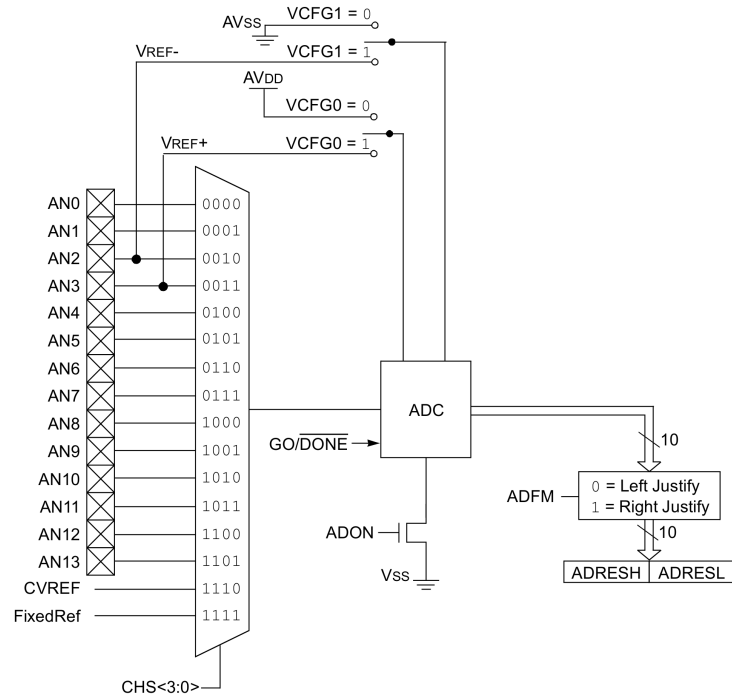 AVSS
VCFG1 = 0
VREF-
VCFG1 = 1
AVDD
VCFG0 = 0
VREF+
VCFG0 = 1
AN0
0000
AN1
0001
AN2
0010
AN3
0011
AN4
0100
AN5
0101
AN6
0110
AN7
0111
AN8
1000
AN9
1001
AN10
1010
AN11
1011
AN12
1100
AN13
1101
CVREF
1110
FixedRef
1111
CHS<3:0>
ADC
GO/DONE
ADON
VSS
10
ADFM
0 = Left Justify
1 = Right Justify
10
ADRESH
ADRESL